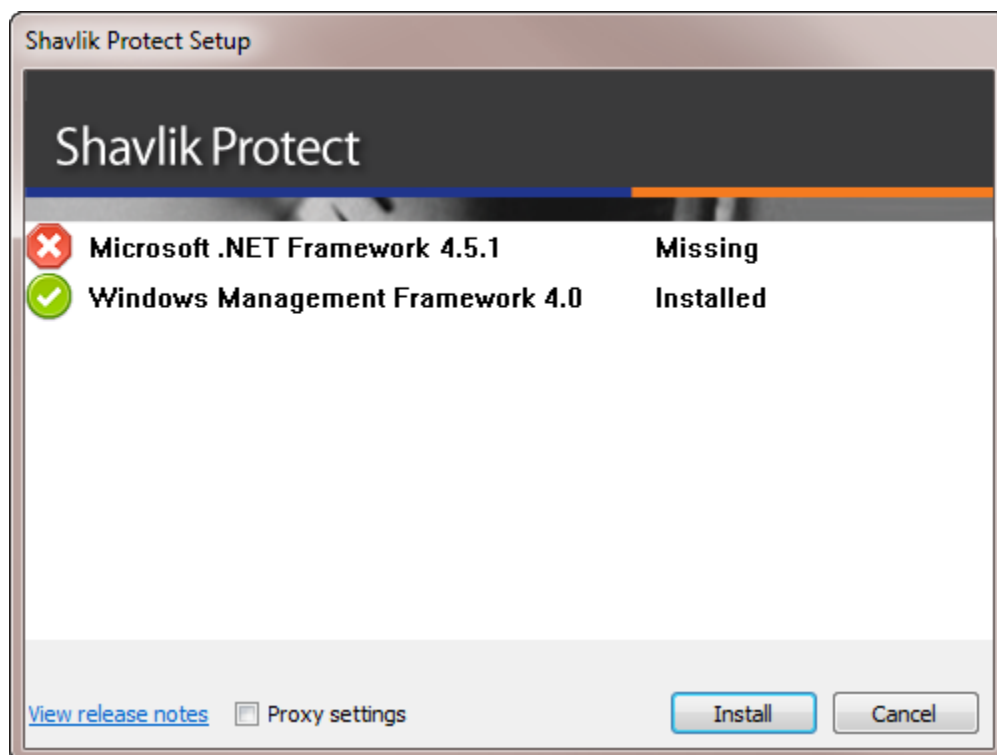 Shavlik Protect Setup
Shavlik Protect
Microsoft .NET Framework 4.5.1 Missing
Windows Management Framework 4.0 Installed
View release notes Proxy settings Install Cancel